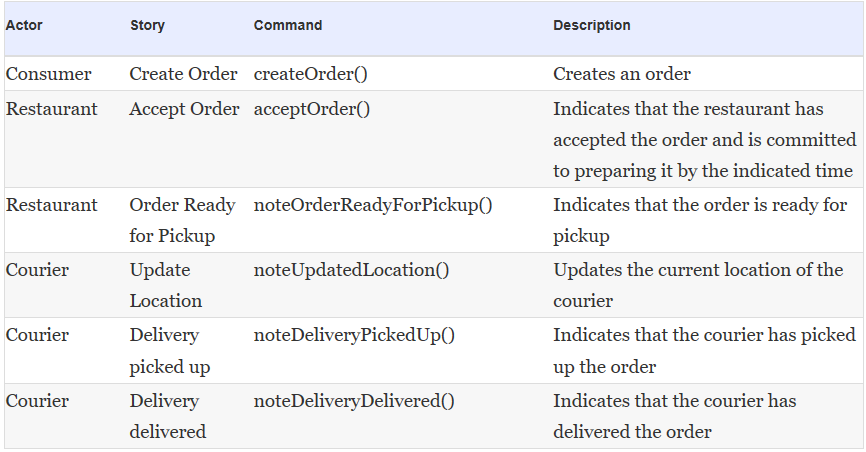 Actor Story Command Description
Consumer Create Order createOrder() Creates an order
Restaurant Accept Order acceptOrder() Indicates that the restaurant has
accepted the order and is committed
to preparing it by the indicated time
Restaurant Order Ready noteOrderReadyForPickup() Indicates that the order is ready for
for Pickup pickup
Courier Update noteUpdatedLocation() Updates the current location of the
Location courier
Courier Delivery noteDeliveryPickedUp() Indicates that the courier has picked
picked up up the order
Courier Delivery noteDeliveryDelivered() Indicates that the courier has
delivered delivered the order